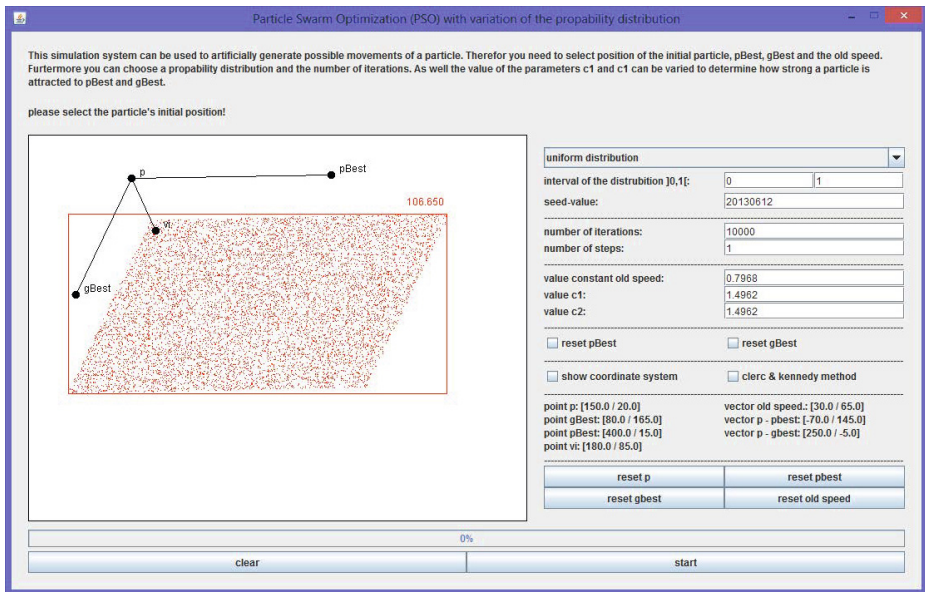 Particle Swarm Optimization (PSO) with variation of the propability distribution
This simulation system can be used to artificially generate possible movements of a particle. Therefor you need to select position of the initial particle, pBest, gBest and the old speed.
Furtermore you can choose a propability distribution and the number of iterations. As well the value of the parameters c1 and c1 can be varied to determine how strong a particle is
attracted to pBest and gBest.
please select the particle's initial position!
p
pBest
106.650
vi
gBest
uniform distribution
interval of the distrubition ]0,1[: 0 1
seed-value: 20130612
number of iterations: 10000
number of steps: 1
value constant old speed: 0.7968
value c1: 1.4962
value c2: 1.4962
reset pBest reset gBest
show coordinate system clerc & kennedy method
point p: [150.0 / 20.0] vector old speed.: [30.0 / 65.0]
point gBest: [80.0 / 165.0] vector p - pbest: [-70.0 / 145.0]
point pBest: [400.0 / 15.0] vector p - gbest: [250.0 / -5.0]
point vi: [180.0 / 85.0]
reset p reset pbest
reset gbest reset old speed
0%
clear start